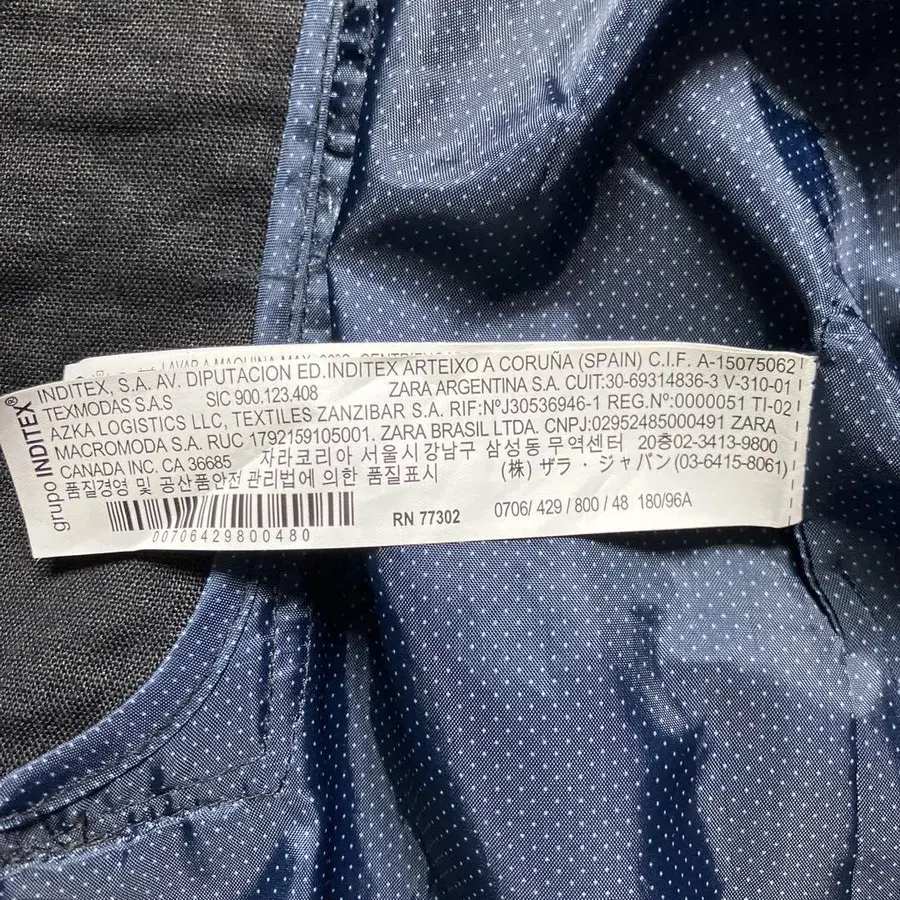 LAVAR A MAQUINA MAX.
grupo INDITEX®
INDITEX, S.A. AV. DIPUTACION ED.INDITEX ARTEIXO A CORUÑA (SPAIN) C.I.F. A-15075062
TEXMODAS S.A.S SIC 900.123.408 ZARA ARGENTINA S.A. CUIT:30-69314836-3 V-310-01
AZKA LOGISTICS LLC, TEXTILES ZANZIBAR S.A. RIF:NºJ30536946-1 REG.Nº:0000051 TI-02
MACROMODA S.A. RUC 1792159105001. ZARA BRASIL LTDA. CNPJ:02952485000491 ZARA
CANADA INC. CA 36685 자라코리아 서울시 강남구 삼성동 무역센터 20층02-3413-9800
품질경영 및 공산품안전 관리법에 의한 품질표시 (株) ザラ・ジャパン (03-6415-8061)
00706429800480 RN 77302 0706/ 429 / 800 / 48 180/96A